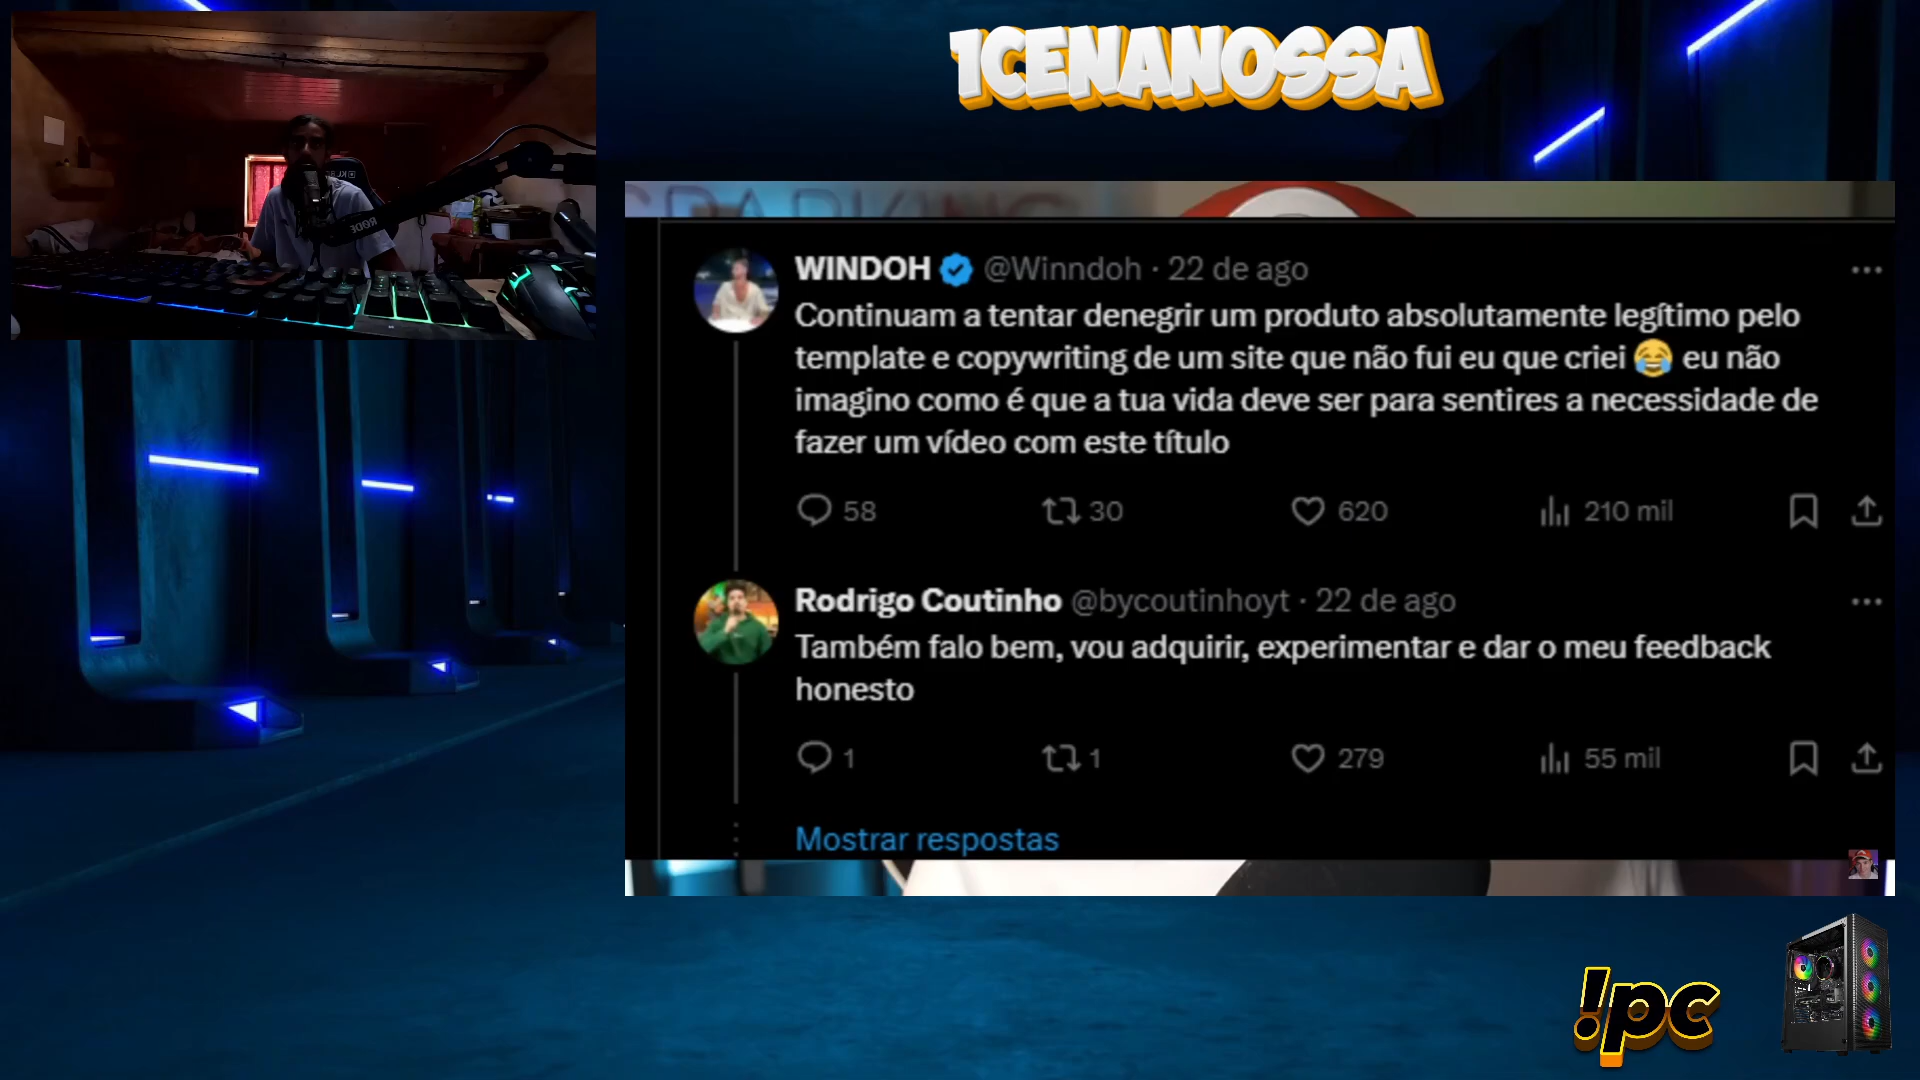 1CENANOSSA
WINDOH @Winndoh · 22 de ago
Continuam a tentar denegrir um produto absolutamente legítimo pelo
template e copywriting de um site que não fui eu que criei 😂 eu não
imagino como é que a tua vida deve ser para sentires a necessidade de
fazer um vídeo com este título
58 30 620 210 mil
Rodrigo Coutinho @bycoutinhoyt · 22 de ago
Também falo bem, vou adquirir, experimentar e dar o meu feedback
honesto
1 1 279 55 mil
Mostrar respostas
!pc
RØDE